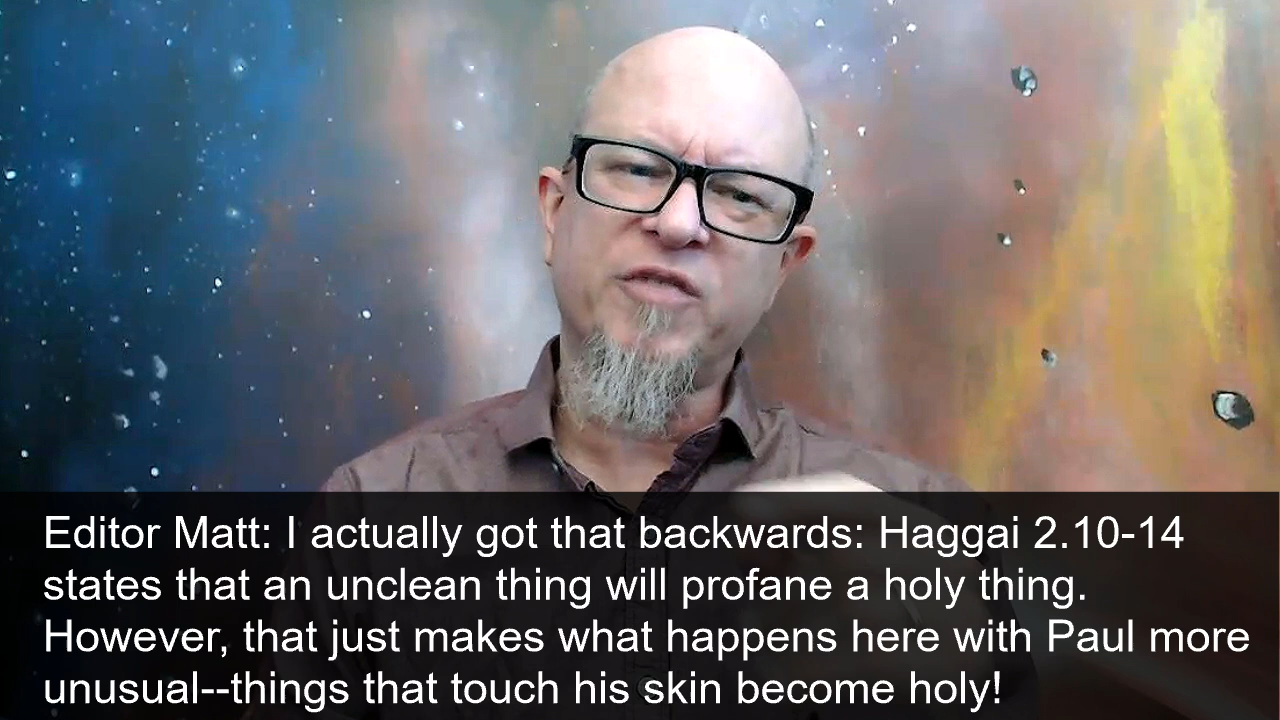 Editor Matt: I actually got that backwards: Haggai 2.10-14
states that an unclean thing will profane a holy thing.
However, that just makes what happens here with Paul more
unusual--things that touch his skin become holy!